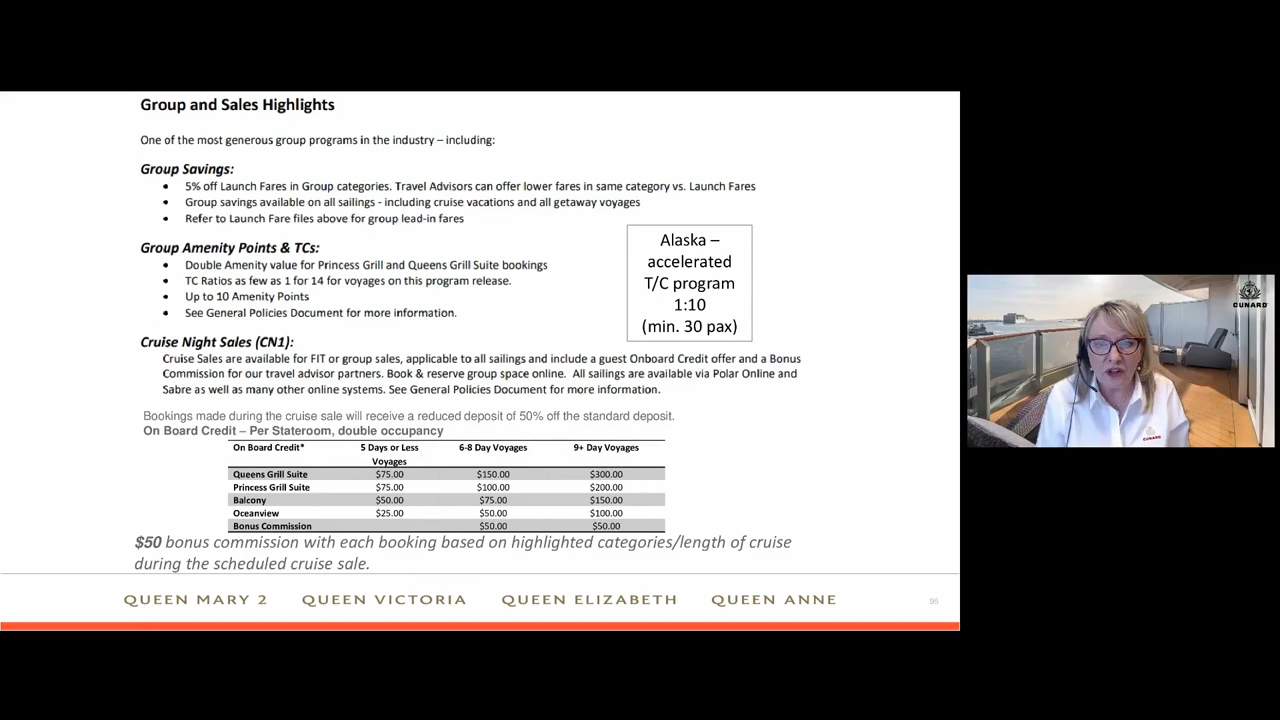 Group and Sales Highlights
One of the most generous group programs in the industry – including:
Group Savings:
• 5% off Launch Fares in Group categories. Travel Advisors can offer lower fares in same category vs. Launch Fares
• Group savings available on all sailings - including cruise vacations and all getaway voyages
• Refer to Launch Fare files above for group lead-in fares
Group Amenity Points & TCs:
• Double Amenity value for Princess Grill and Queens Grill Suite bookings
• TC Ratios as few as 1 for 14 for voyages on this program release.
• Up to 10 Amenity Points
• See General Policies Document for more information.
Alaska –
accelerated
T/C program
1:10
(min. 30 pax)
Cruise Night Sales (CN1):
Cruise Sales are available for FIT or group sales, applicable to all sailings and include a guest Onboard Credit offer and a Bonus
Commission for our travel advisor partners. Book & reserve group space online. All sailings are available via Polar Online and
Sabre as well as many other online systems. See General Policies Document for more information.
Bookings made during the cruise sale will receive a reduced deposit of 50% off the standard deposit.
On Board Credit – Per Stateroom, double occupancy
On Board Credit* 5 Days or Less Voyages 6-8 Day Voyages 9+ Day Voyages
Queens Grill Suite $75.00 $150.00 $300.00
Princess Grill Suite $75.00 $100.00 $200.00
Balcony $50.00 $75.00 $150.00
Oceanview $25.00 $50.00 $100.00
Bonus Commission $50.00 $50.00
$50 bonus commission with each booking based on highlighted categories/length of cruise
during the scheduled cruise sale.
QUEEN MARY 2 QUEEN VICTORIA QUEEN ELIZABETH QUEEN ANNE
95
CUNARD
CUNARD